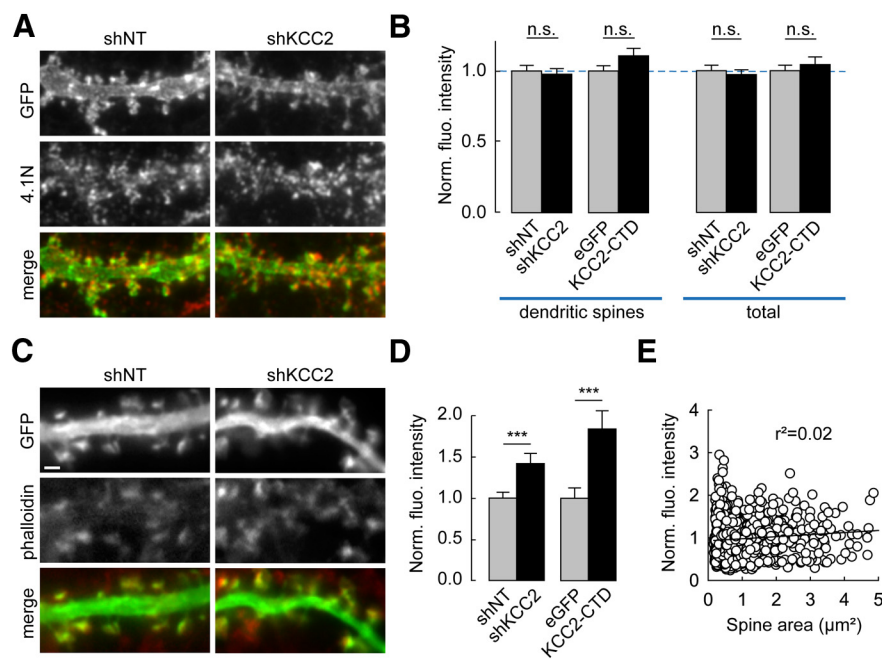 A
shNT
shKCC2
GFP
4.1N
merge
B
Norm. fluo. intensity
1.0
0.5
0.0
n.s.
n.s.
n.s.
n.s.
shNT
shKCC2
eGFP
KCC2-CTD
shNT
shKCC2
eGFP
KCC2-CTD
dendritic spines
total
C
shNT
shKCC2
GFP
phalloidin
merge
D
Norm. fluo. intensity
2.0
1.5
1.0
0.5
0.0
***
***
shNT
shKCC2
eGFP
KCC2-CTD
E
Norm. fluo. intensity
4
3
2
1
0
r²=0.02
0 1 2 3 4 5
Spine area (μm²)